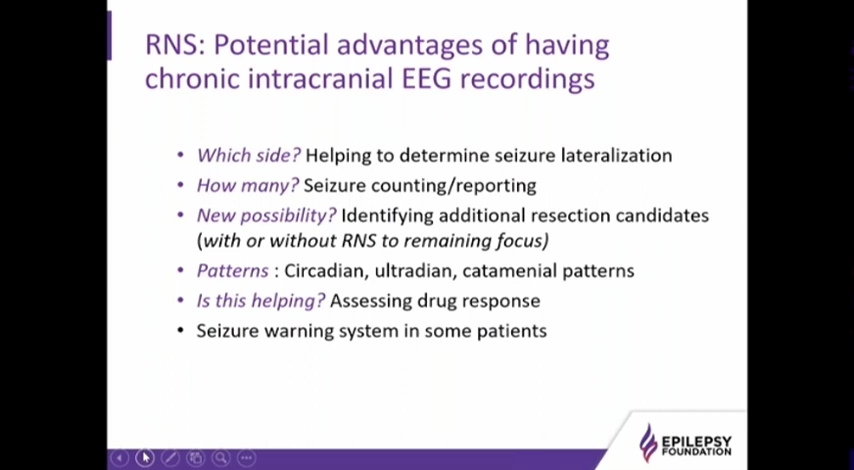 RNS: Potential advantages of having
chronic intracranial EEG recordings
• Which side? Helping to determine seizure lateralization
• How many? Seizure counting/reporting
• New possibility? Identifying additional resection candidates
(with or without RNS to remaining focus)
• Patterns : Circadian, ultradian, catamenial patterns
• Is this helping? Assessing drug response
• Seizure warning system in some patients
EPILEPSY
FOUNDATION